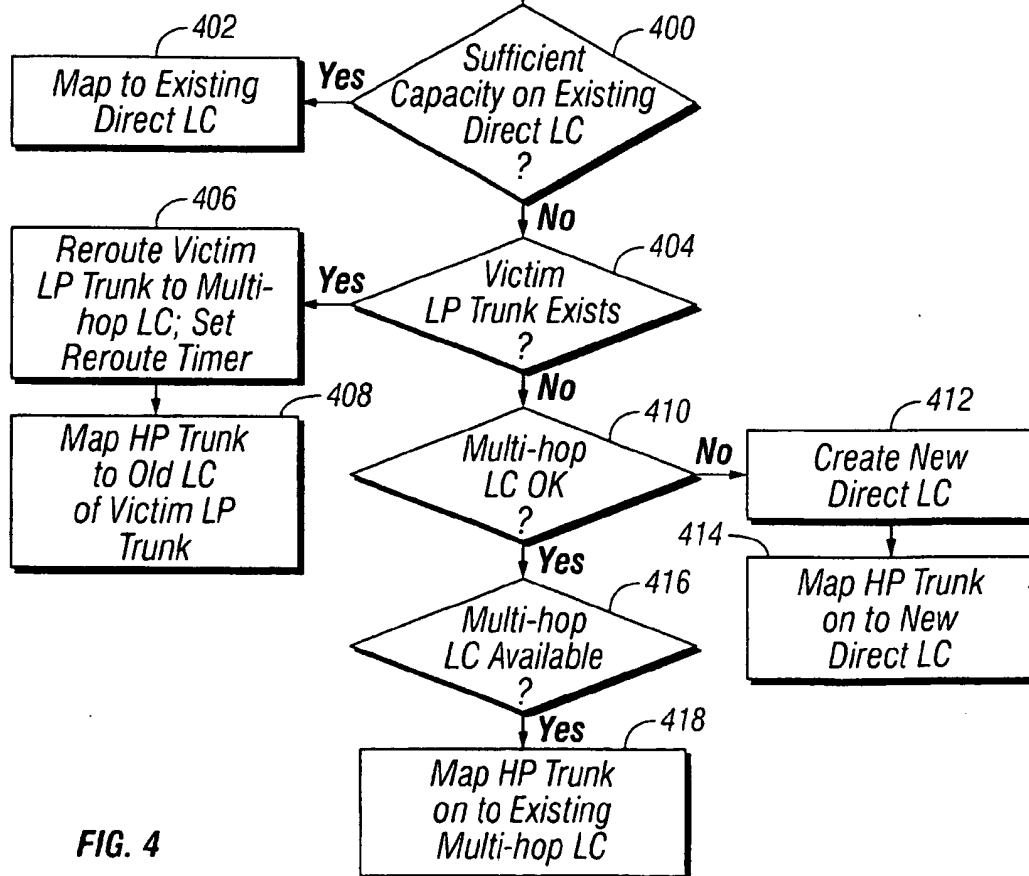 402
Map to Existing
Direct LC
Yes
400
Sufficient
Capacity on Existing
Direct LC
?
No
406
Reroute Victim
LP Trunk to Multi-
hop LC; Set
Reroute Timer
Yes
404
Victim
LP Trunk Exists
?
No
408
Map HP Trunk
to Old LC
of Victim LP
Trunk
410
Multi-hop
LC OK
?
No
412
Create New
Direct LC
Yes
414
Map HP Trunk
on to New
Direct LC
416
Multi-hop
LC Available
?
Yes
418
Map HP Trunk
on to Existing
Multi-hop LC
FIG. 4